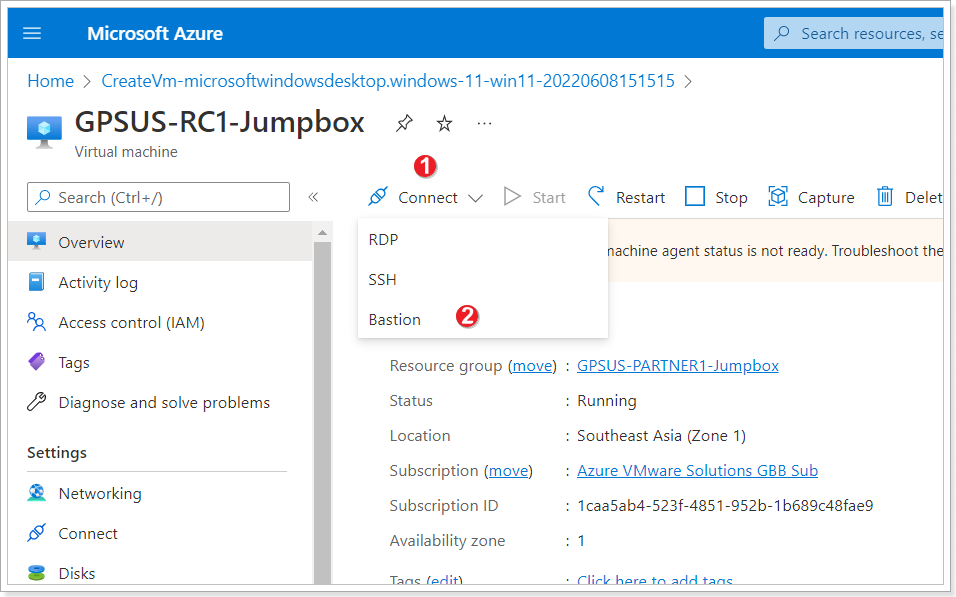 Microsoft Azure
Search resources, se
Home > CreateVm-microsoftwindowsdesktop.windows-11-win11-20220608151515 >
GPSUS-RC1-Jumpbox
Virtual machine
1
Search (Ctrl+/)
Connect
Start
Restart
Stop
Capture
Delet
RDP
SSH
Bastion
2
machine agent status is not ready. Troubleshoot the
Overview
Activity log
Access control (IAM)
Tags
Diagnose and solve problems
Settings
Networking
Connect
Disks
Resource group (move) : GPSUS-PARTNER1-Jumpbox
Status : Running
Location : Southeast Asia (Zone 1)
Subscription (move) : Azure VMware Solutions GBB Sub
Subscription ID : 1caa5ab4-523f-4851-952b-1b689c48fae9
Availability zone : 1
Tags (edit) : Click here to add tags